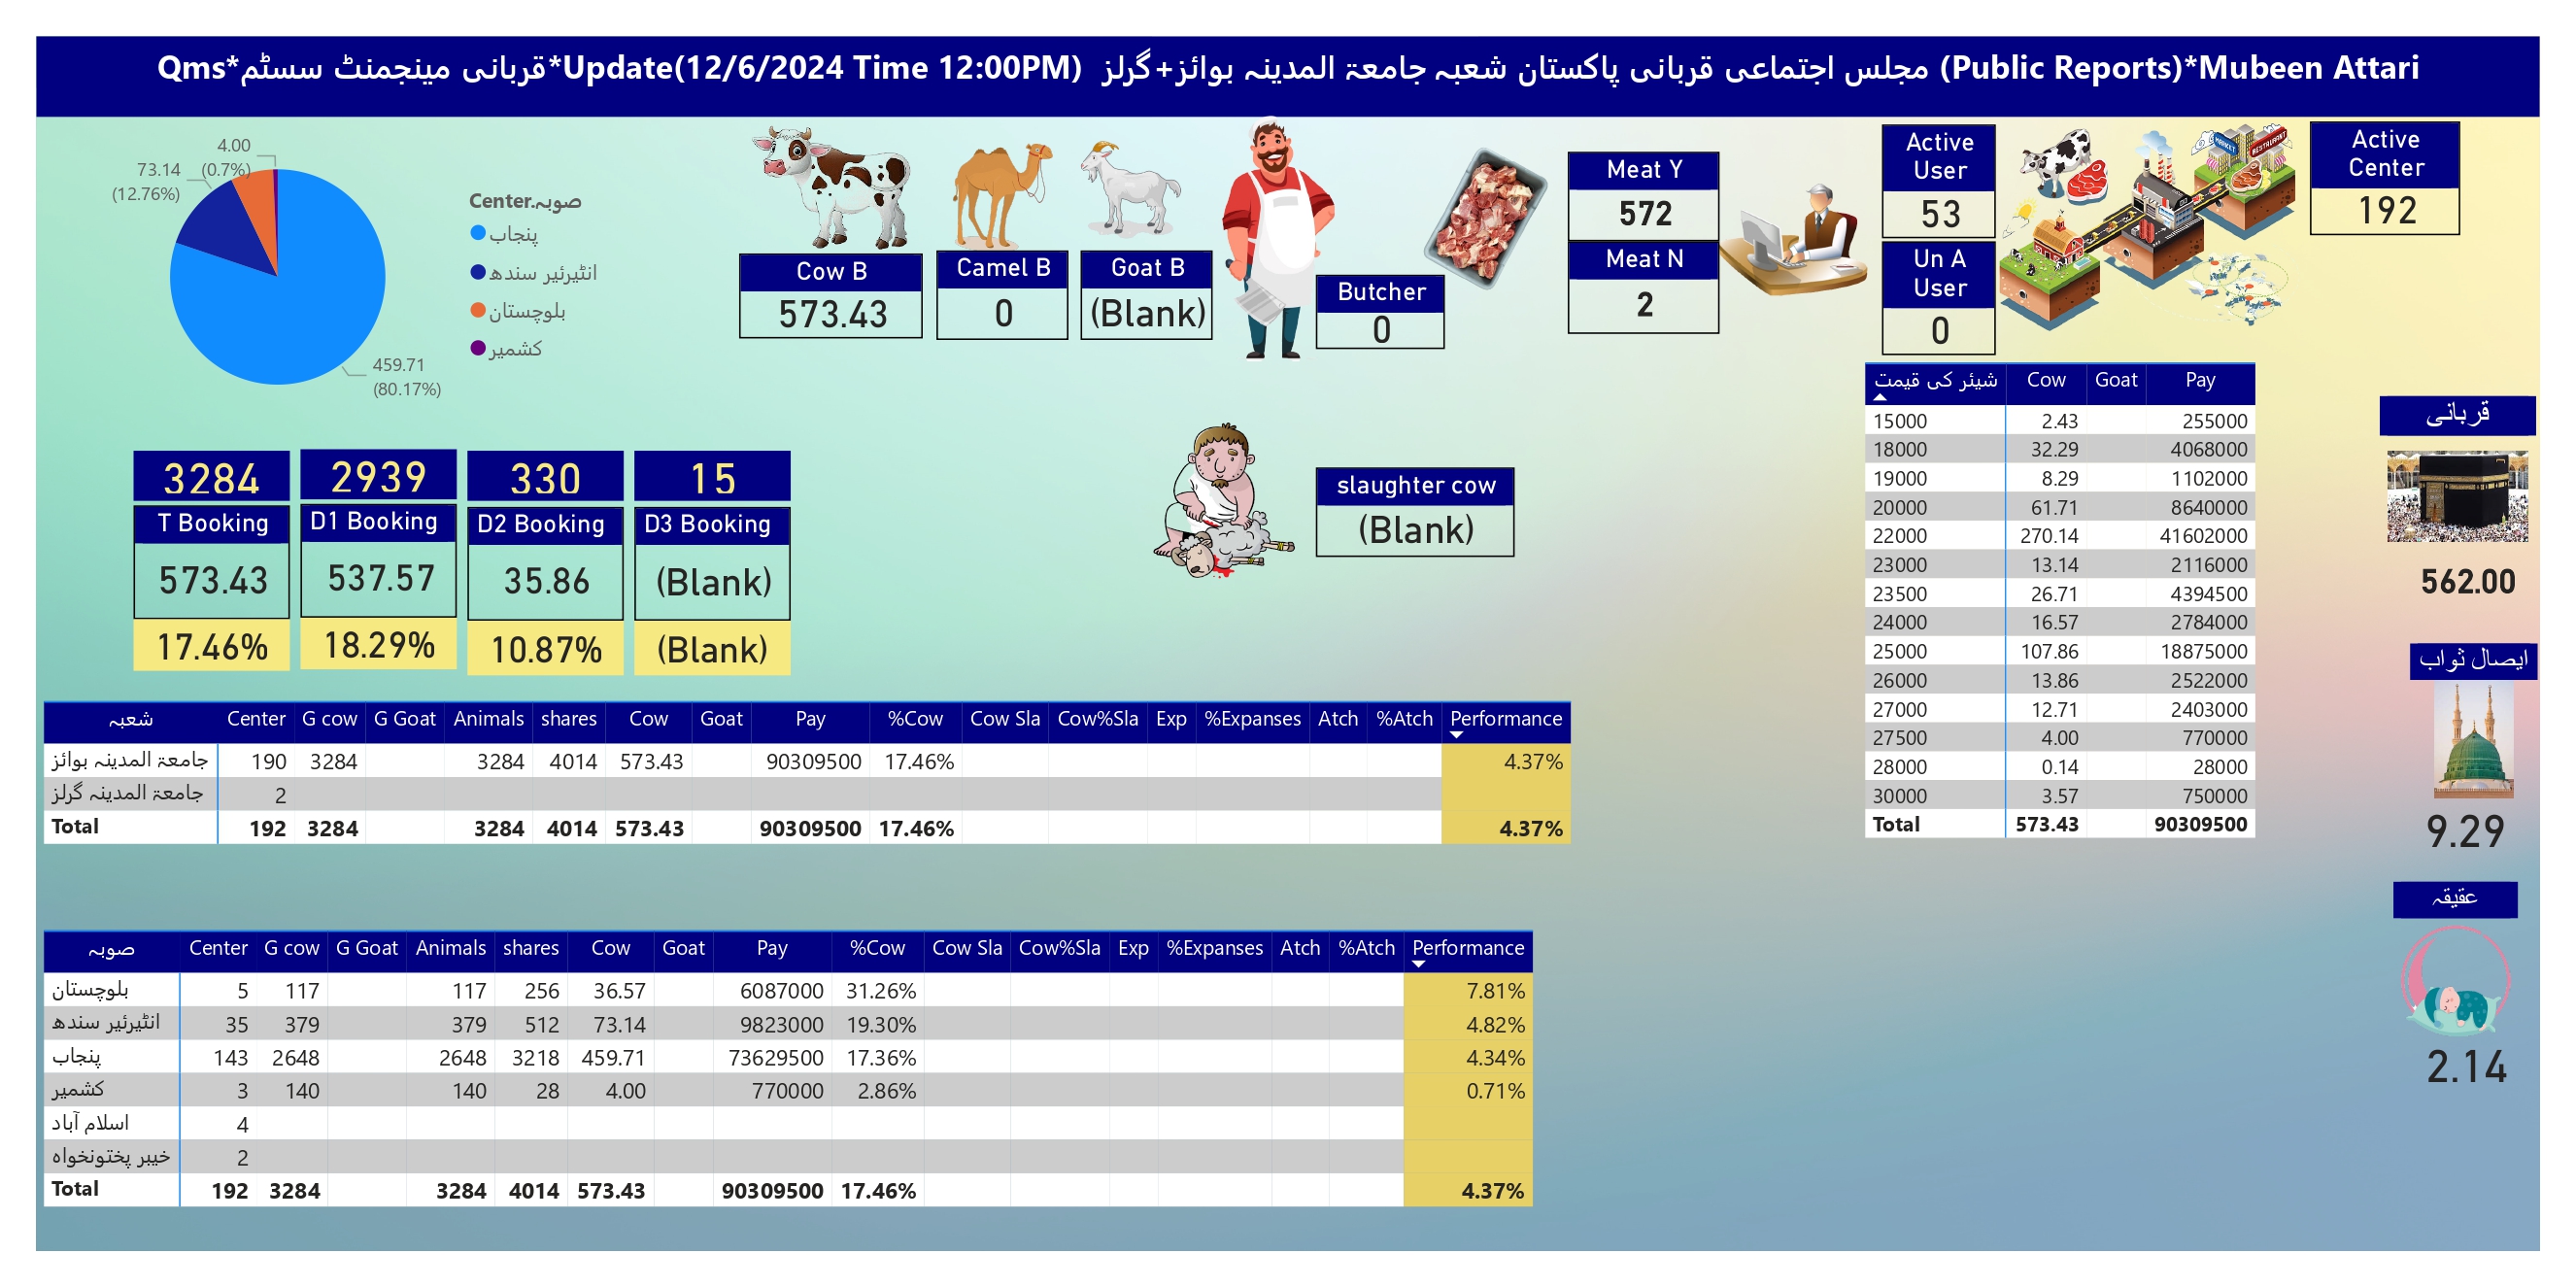 Qms*قربانی مینجمنٹ سسٹم*Update(12/6/2024 Time 12:00PM) مجلس اجتماعی قربانی پاکستان شعبہ جامعۃ المدینہ بوائز+گرلز (Public Reports)*Mubeen Attari
4.00
(0.7%)
73.14
(12.76%)
459.71
(80.17%)
Center.صوبہ
پنجاب
انٹیرئیر سندھ
بلوچستان
کشمیر
Cow B
573.43
Camel B
0
Goat B
(Blank)
Butcher
0
Meat Y
572
Meat N
2
Active
User
53
Un A
User
0
MARKET
RESTAURANT
Active
Center
192
3284
T Booking
573.43
17.46%
2939
D1 Booking
537.57
18.29%
330
D2 Booking
35.86
10.87%
15
D3 Booking
(Blank)
(Blank)
slaughter cow
(Blank)
شیئر کی قیمت Cow Goat Pay
15000 2.43 255000
18000 32.29 4068000
19000 8.29 1102000
20000 61.71 8640000
22000 270.14 41602000
23000 13.14 2116000
23500 26.71 4394500
24000 16.57 2784000
25000 107.86 18875000
26000 13.86 2522000
27000 12.71 2403000
27500 4.00 770000
28000 0.14 28000
30000 3.57 750000
Total 573.43 90309500
قربانی
562.00
ایصال ثواب
9.29
عقیقہ
2.14
شعبہ Center G cow G Goat Animals shares Cow Goat Pay %Cow Cow Sla Cow%Sla Exp %Expanses Atch %Atch Performance
جامعۃ المدینہ بوائز 190 3284 3284 4014 573.43 90309500 17.46% 4.37%
جامعۃ المدینہ گرلز 2
Total 192 3284 3284 4014 573.43 90309500 17.46% 4.37%
صوبہ Center G cow G Goat Animals shares Cow Goat Pay %Cow Cow Sla Cow%Sla Exp %Expanses Atch %Atch Performance
بلوچستان 5 117 117 256 36.57 6087000 31.26% 7.81%
انٹیرئیر سندھ 35 379 379 512 73.14 9823000 19.30% 4.82%
پنجاب 143 2648 2648 3218 459.71 73629500 17.36% 4.34%
کشمیر 3 140 140 28 4.00 770000 2.86% 0.71%
اسلام آباد 4
خیبر پختونخواہ 2
Total 192 3284 3284 4014 573.43 90309500 17.46% 4.37%